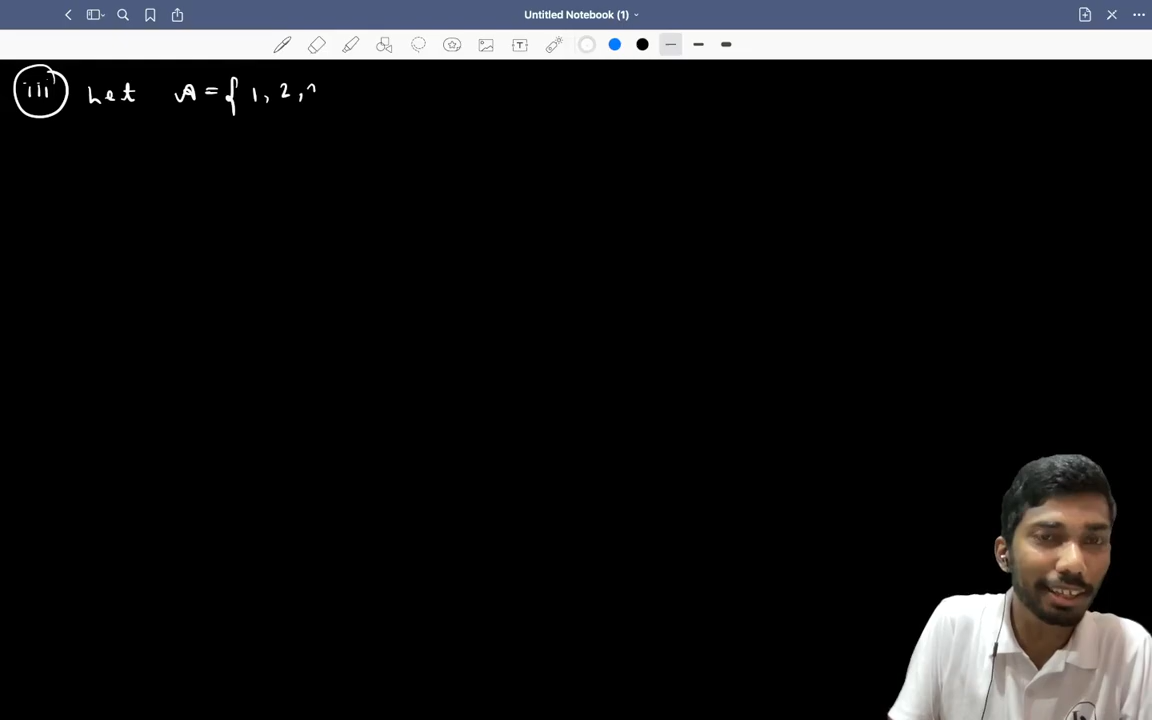 Untitled Notebook (1)
iii) Let A = { 1, 2,